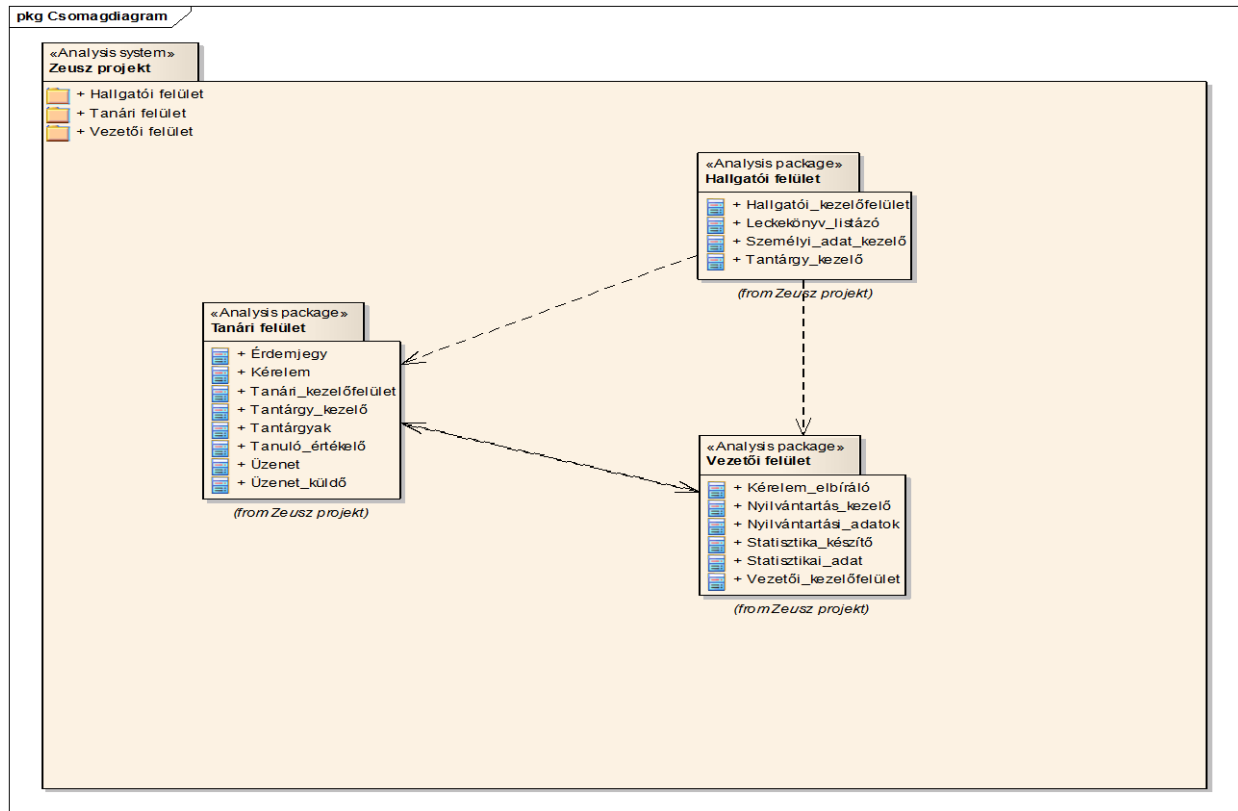 pkg Csomagdiagram
«Analysis system»
Zeusz projekt
+ Hallgatói felület
+ Tanári felület
+ Vezetői felület
«Analysis package»
Hallgatói felület
+ Hallgatói_kezelőfelület
+ Leckekönyv_listázó
+ Személyi_adat_kezelő
+ Tantárgy_kezelő
(from Zeusz projekt)
«Analysis package»
Tanári felület
+ Érdemjegy
+ Kérelem
+ Tanári_kezelőfelület
+ Tantárgy_kezelő
+ Tantárgyak
+ Tanuló_értékelő
+ Üzenet
+ Üzenet_küldő
(from Zeusz projekt)
«Analysis package»
Vezetői felület
+ Kérelem_elbíráló
+ Nyilvántartás_kezelő
+ Nyilvántartási_adatok
+ Statisztika_készítő
+ Statisztikai_adat
+ Vezetői_kezelőfelület
(from Zeusz projekt)